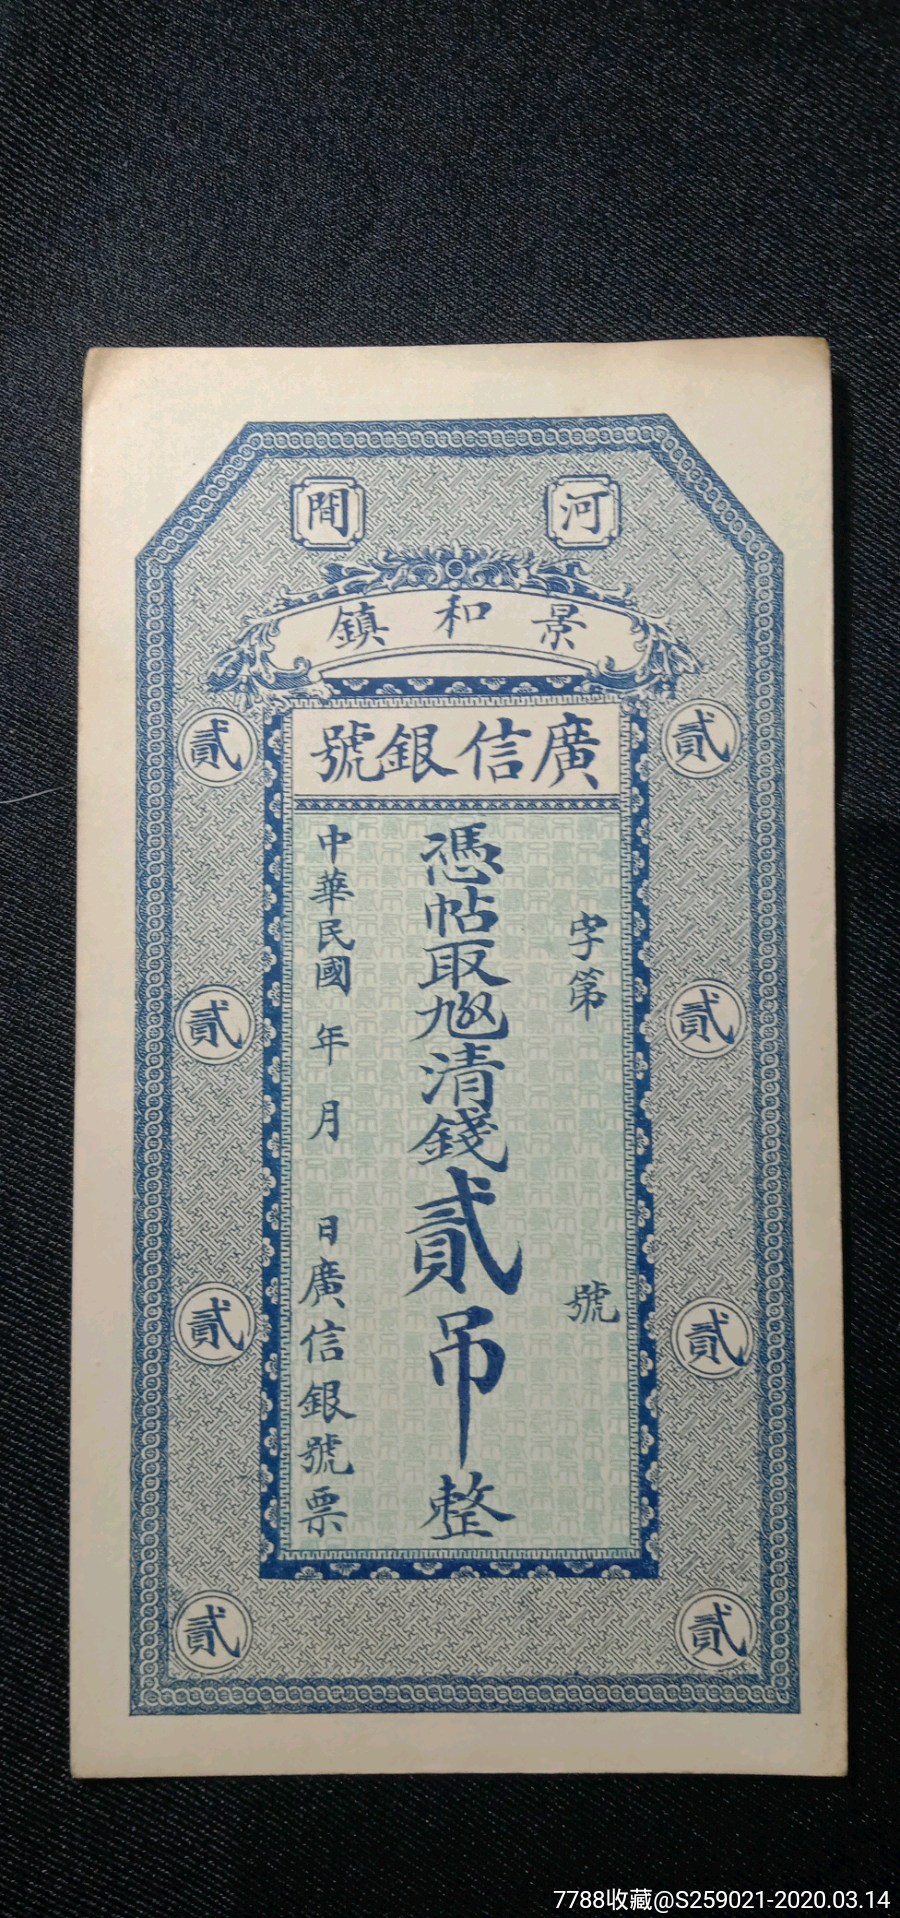 河間
景和鎮
廣信銀號
貳
貳
貳
貳
字第 號
憑帖取清錢貳吊整
中華民國 年 月 日廣信銀號票
貳
貳
貳
貳
7788收藏@S259021-2020.03.14